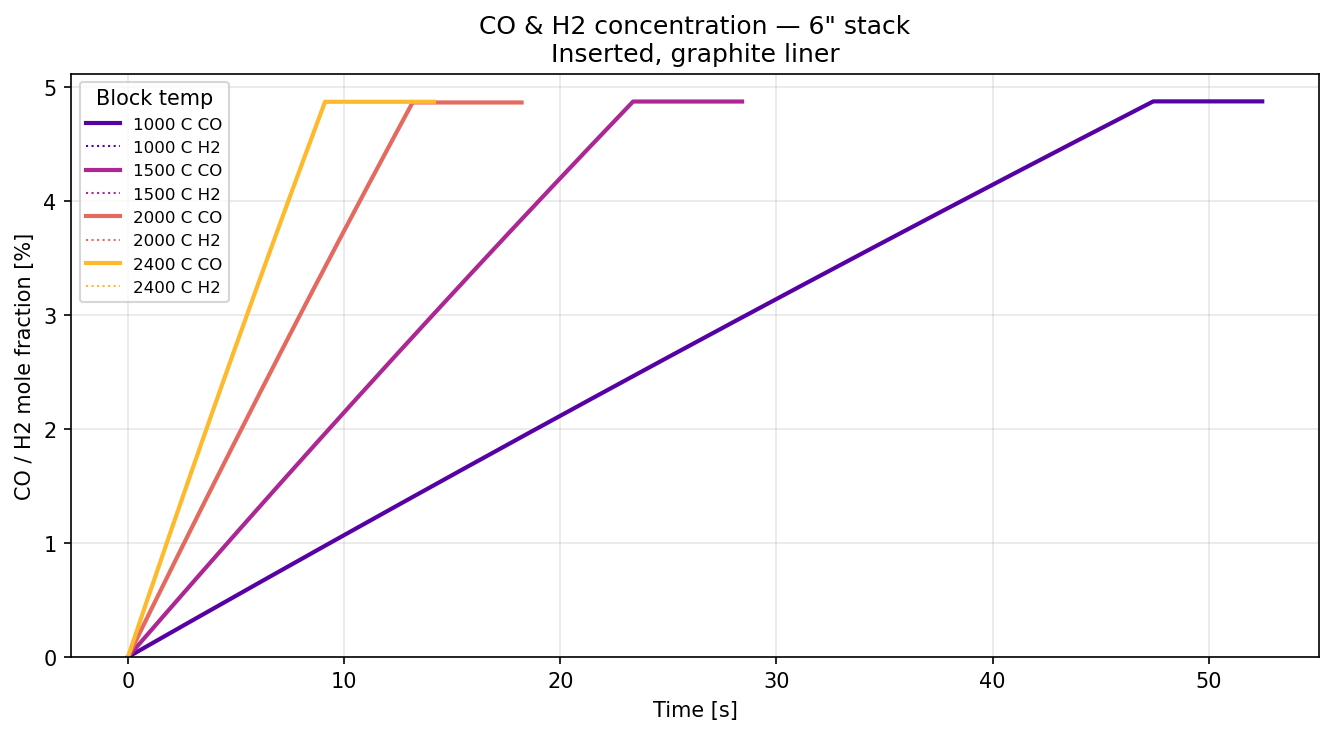 CO & H2 concentration — 6" stack
Inserted, graphite liner
CO / H2 mole fraction [%]
5
4
3
2
1
0
Block temp
1000 C CO
1000 C H2
1500 C CO
1500 C H2
2000 C CO
2000 C H2
2400 C CO
2400 C H2
0 10 20 30 40 50
Time [s]